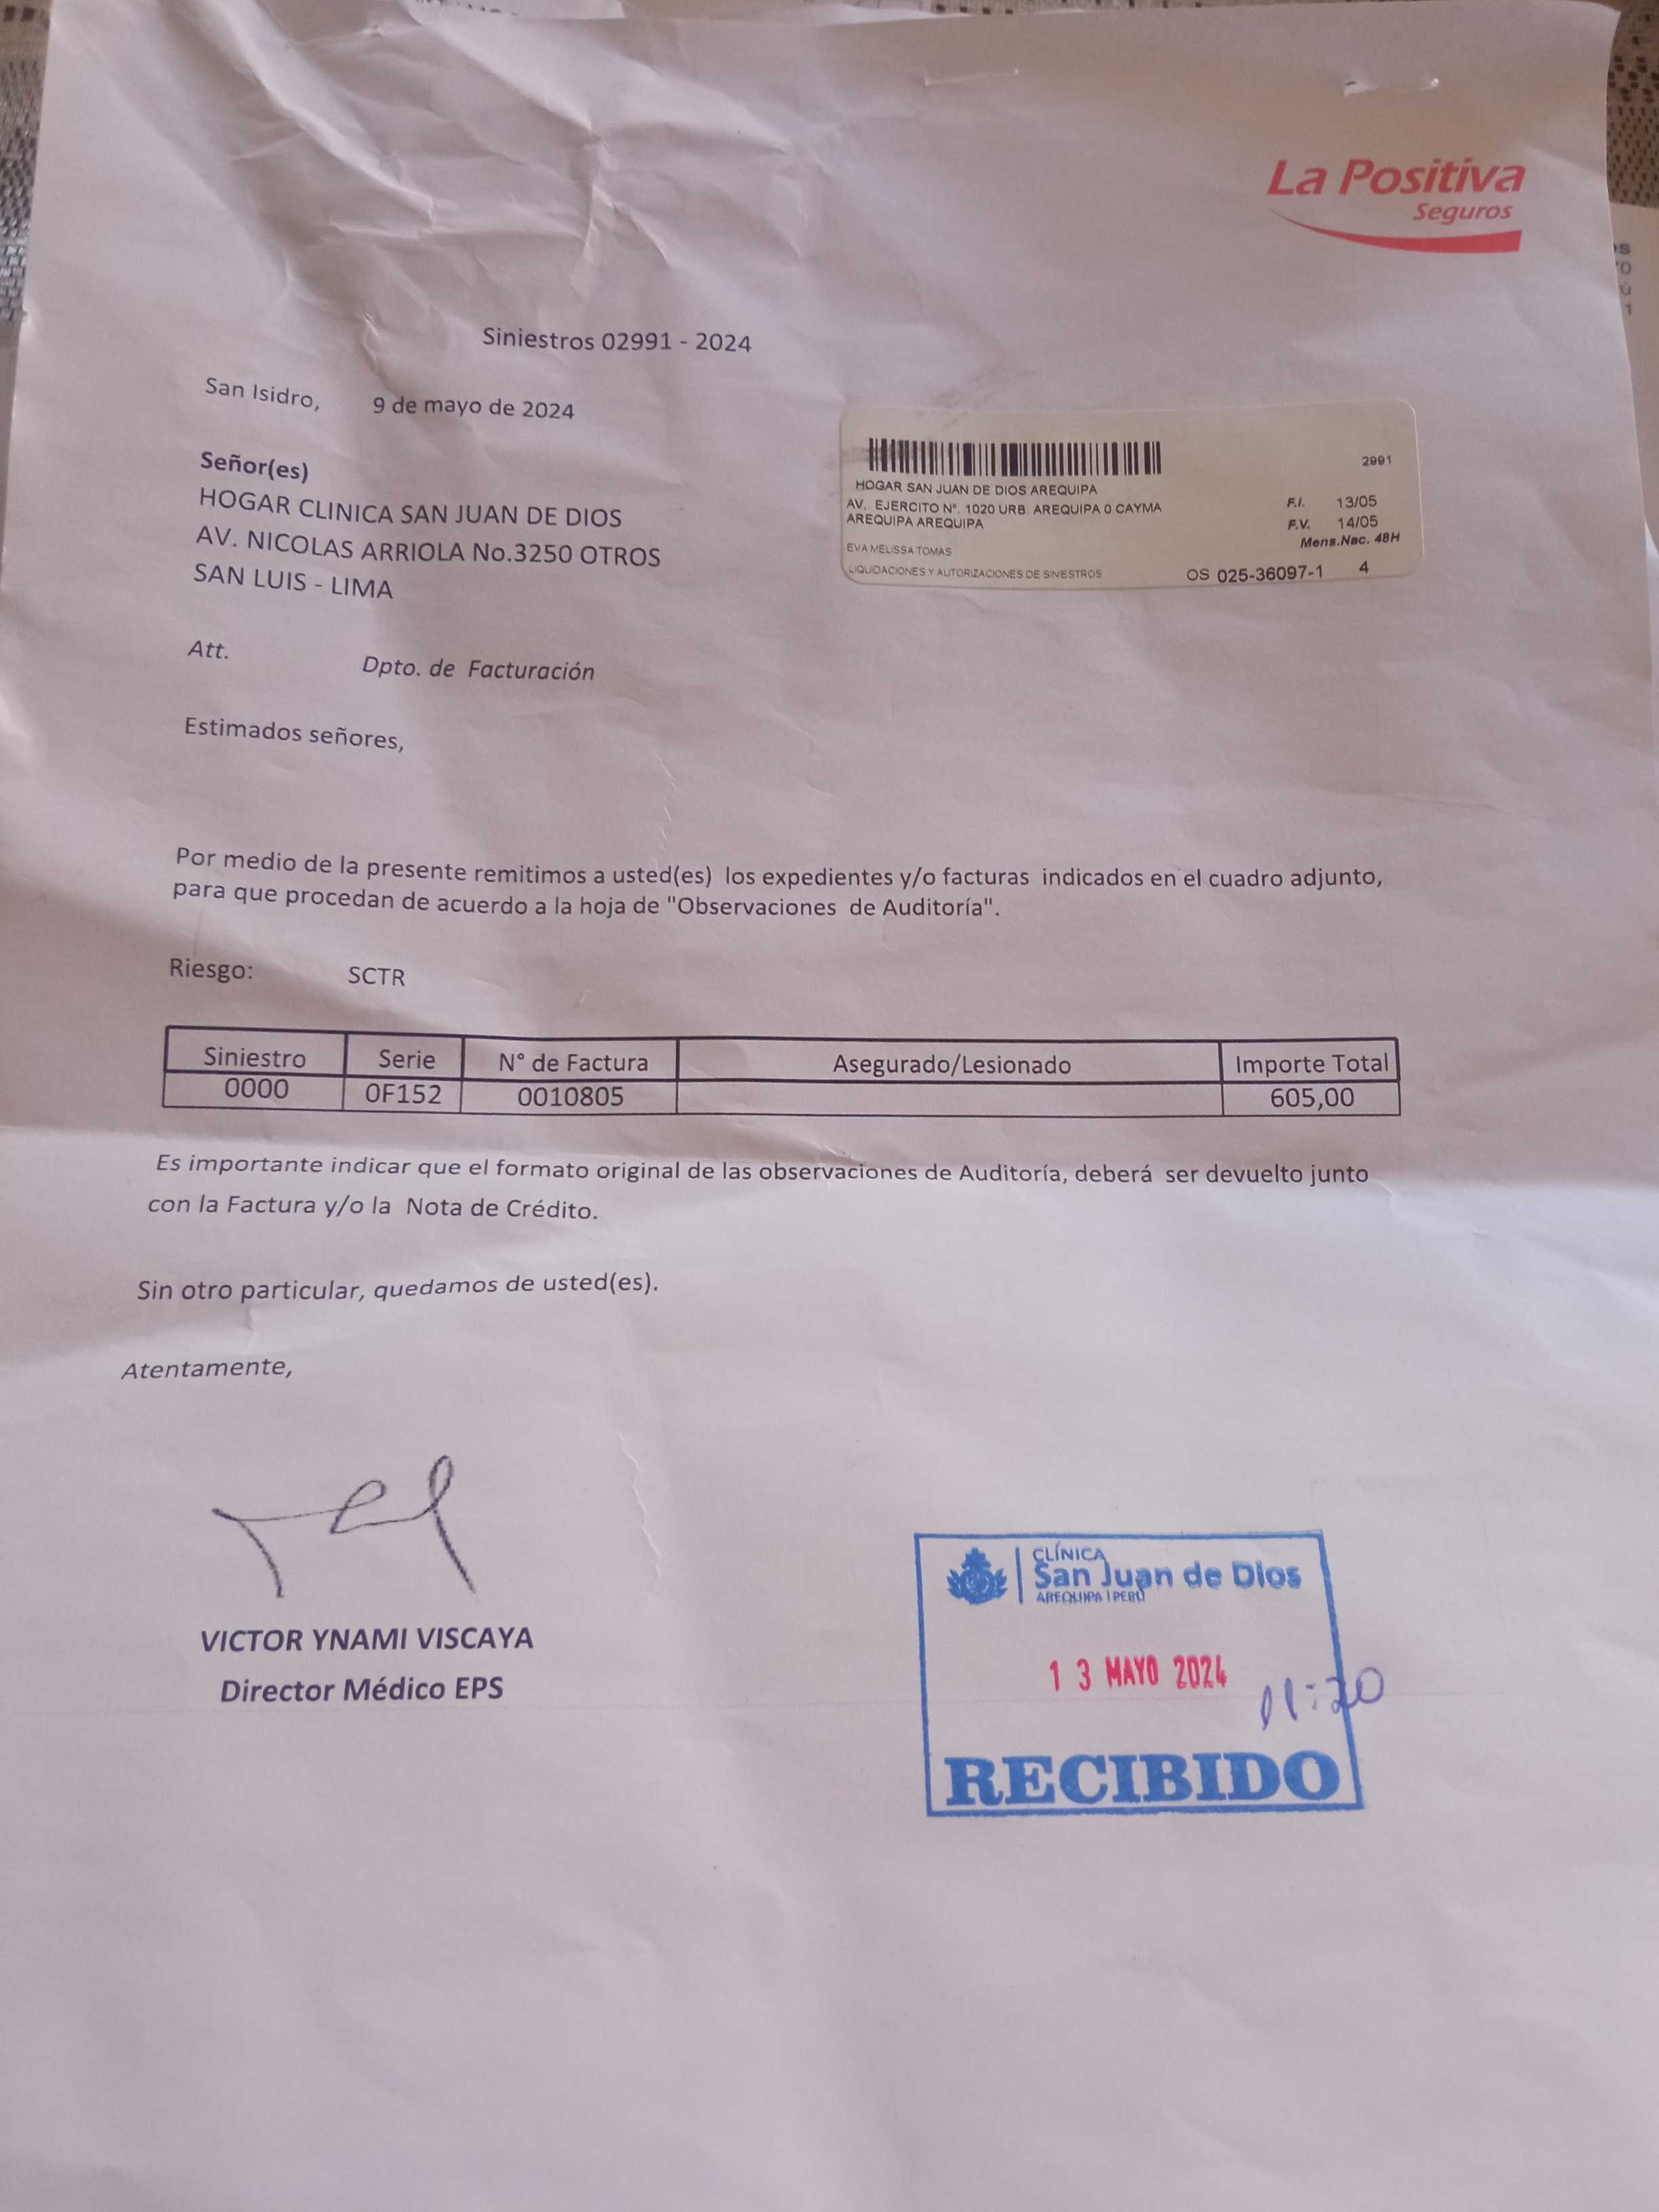 La Positiva
Seguros
Siniestros 02991 - 2024
San Isidro, 9 de mayo de 2024
Señor(es)
HOGAR CLINICA SAN JUAN DE DIOS
AV. NICOLAS ARRIOLA No.3250 OTROS
SAN LUIS - LIMA
2991
HOGAR SAN JUAN DE DIOS AREQUIPA
AV,. EJERCITO N°. 1020 URB. AREQUIPA 0 CAYMA
AREQUIPA AREQUIPA
F.I. 13/05
F.V. 14/05
Mens.Nac. 48H
EVA MELISSA TOMAS
LIQUIDACIONES Y AUTORIZACIONES DE SINIESTROS
OS 025-36097-1 4
Att. Dpto. de Facturación
Estimados señores,
Por medio de la presente remitimos a usted(es) los expedientes y/o facturas indicados en el cuadro adjunto,
para que procedan de acuerdo a la hoja de "Observaciones de Auditoría".
Riesgo: SCTR
Siniestro Serie N° de Factura Asegurado/Lesionado Importe Total
0000 0F152 0010805 605,00
Es importante indicar que el formato original de las observaciones de Auditoría, deberá ser devuelto junto
con la Factura y/o la Nota de Crédito.
Sin otro particular, quedamos de usted(es).
Atentamente,
VICTOR YNAMI VISCAYA
Director Médico EPS
CLÍNICA
San Juan de Dios
AREQUIPA | PERÚ
13 MAYO 2024
11:20
RECIBIDO